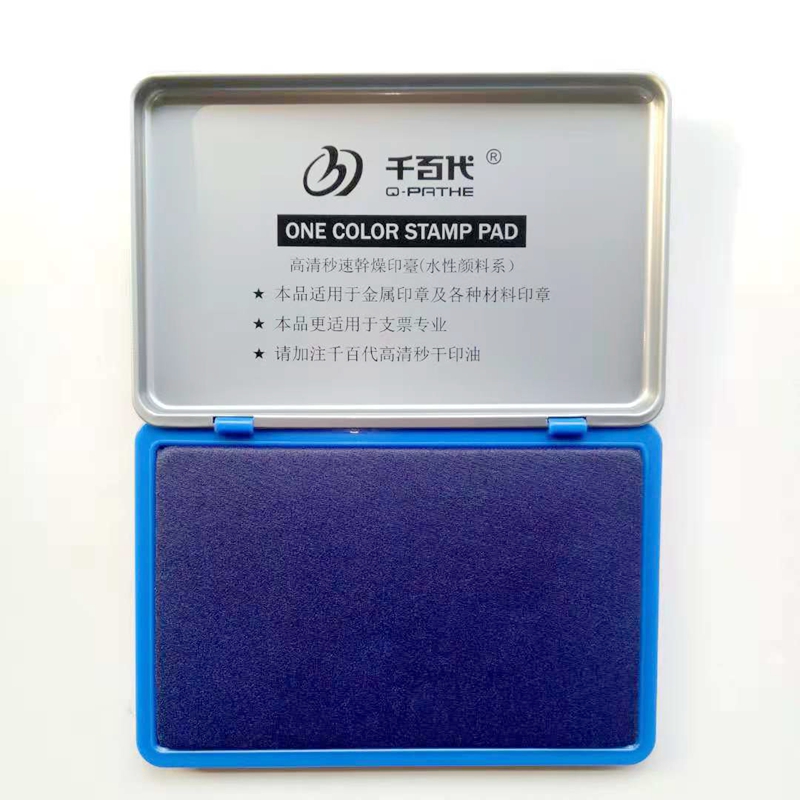 千百代®
Q-PATHE
ONE COLOR STAMP PAD
高清秒速幹燥印臺(水性颜料系)
★ 本品适用于金属印章及各种材料印章
★ 本品更适用于支票专业
★ 请加注千百代高清秒干印油